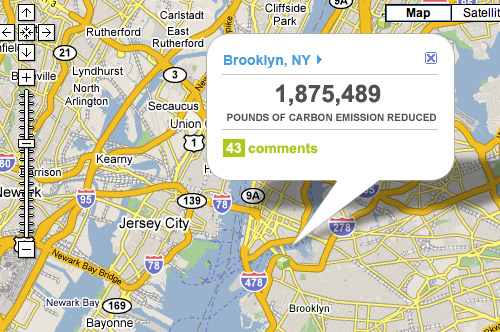 Carlstadt
Cliffside
Park
9A
Map
Satellit
21
Rutherford
East
Rutherford
Lyndhurst
3
North
Arlington
Secaucus
Union
1
Brooklyn, NY
1,875,489
POUNDS OF CARBON EMISSION REDUCED
43 comments
Kearny
280
Harrison
95
139
78
9A
Jersey City
278
Newark Bay Bridge
78
478
Newark Bay
169
Bayonne
Brooklyn